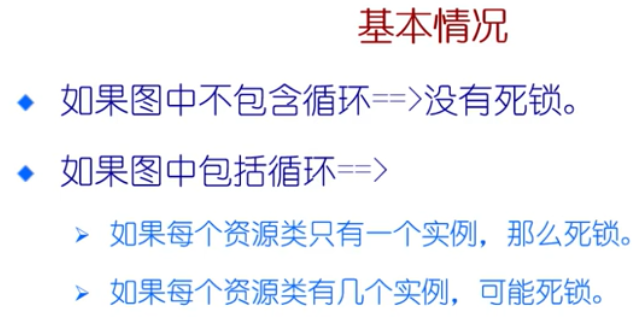 基本情况
如果图中不包含循环==>没有死锁。
如果图中包括循环==>
如果每个资源类只有一个实例，那么死锁。
如果每个资源类有几个实例，可能死锁。